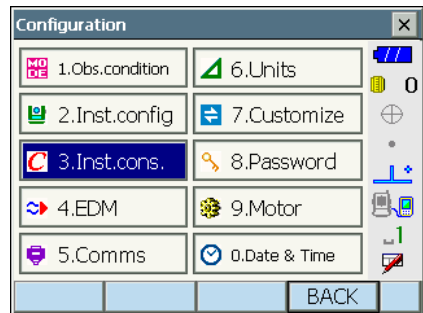 Configuration
MODE 1.Obs.condition
2.Inst.config
C 3.Inst.cons.
4.EDM
5.Comms
6.Units
7.Customize
8.Password
9.Motor
0.Date & Time
0
1
BACK